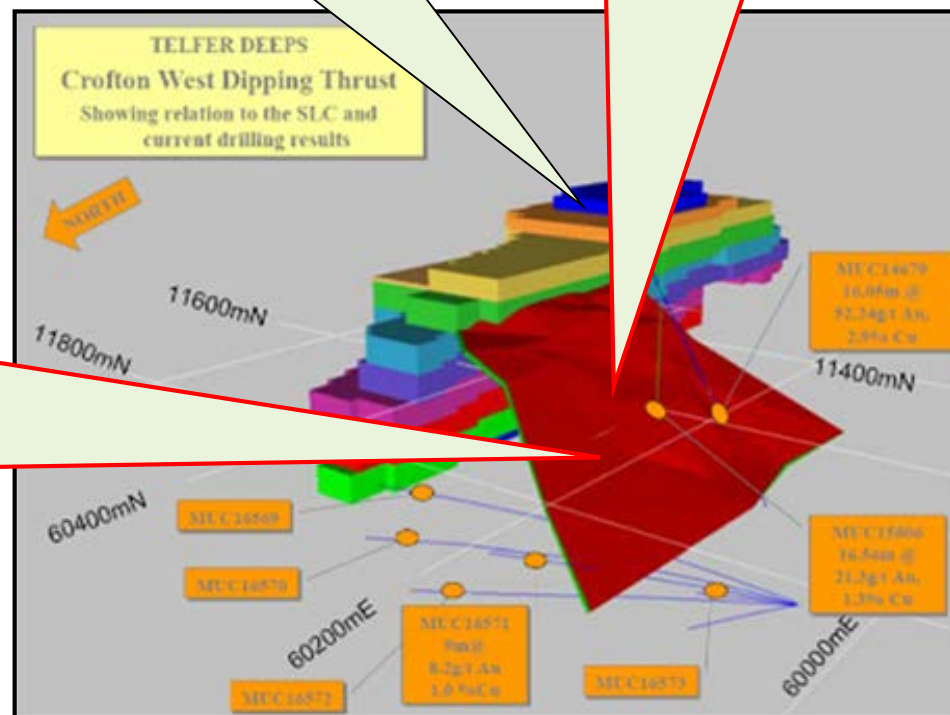 TELFER DEEPS
Crofton West Dipping Thrust
Showing relation to the SLC and
current drilling results
NORTH
11600mN
11800mN
11400mN
60400mN
60200mE
60000mE
MUC14679
16.05m @
52.24g/t Au,
2.9% Cu
MUC15806
16.56m @
21.3g/t Au,
1.3% Cu
MUC16569
MUC16570
MUC16571
9m@
8.2g/t Au
1.0 %Cu
MUC16572
MUC16573